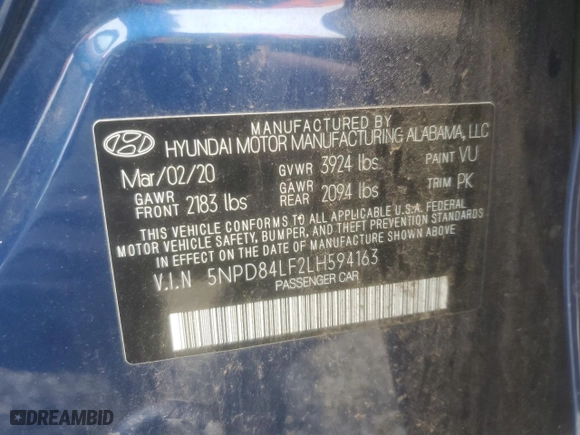 MANUFACTURED BY
HYUNDAI MOTOR MANUFACTURING ALABAMA, LLC
Mar/02/20 GVWR 3924 lbs PAINT VU
GAWR FRONT 2183 lbs GAWR REAR 2094 lbs TRIM PK
THIS VEHICLE CONFORMS TO ALL APPLICABLE U.S.A. FEDERAL
MOTOR VEHICLE SAFETY, BUMPER, AND THEFT PREVENTION STANDARDS
IN EFFECT ON THE DATE OF MANUFACTURE SHOWN ABOVE.
V.I.N 5NPD84LF2LH594163
PASSENGER CAR
DREAMBID